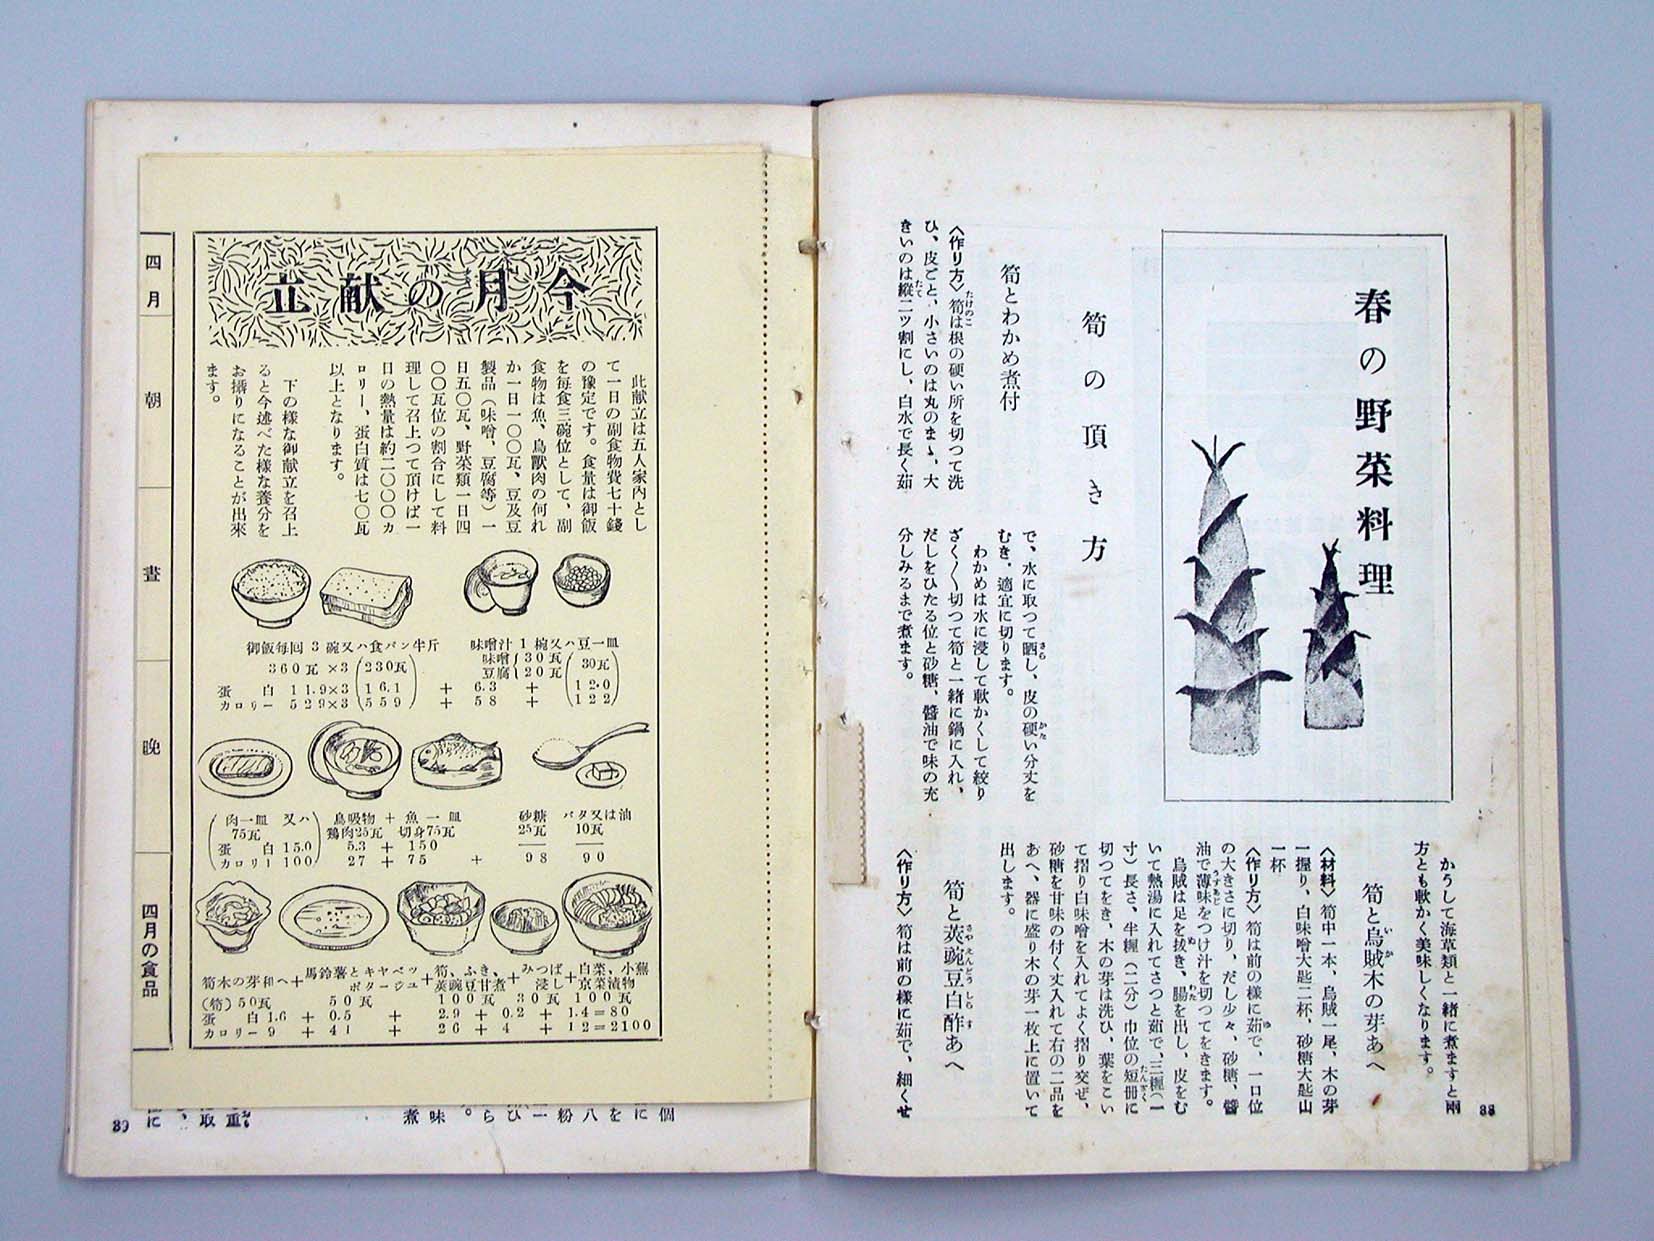 春の野菜料理
筍の頂き方
筍とわかめ煮付
〈作り方〉筍は根の硬い所を切つて洗
ひ、皮ごと、小さいのは丸のまゝ、大
きいのは縱二ツ割にし、白水で長く茹
で、水に取つて晒し、皮の硬い分丈を
むき、適宜に切ります。
わかめは水に浸して軟かくして絞り
ざく〱切つて筍と一緒に鍋に入れ、
だしをひたる位と砂糖、醬油で味の充
分しみるまで煮ます。
かうして海草類と一緒に煮ますと兩
方とも軟かく美味しくなります。
筍と烏賊木の芽あへ
〈材料〉筍中一本、烏賊一尾、木の芽
一握り、白味噌大匙二杯、砂糖大匙山
一杯
〈作り方〉筍は前の様に茹で、一口位
の大きさに切り、だし少々、砂糖、醬
油で薄味をつけ汁を切つてをきます。
烏賊は足を抜き、腸を出し、皮をむ
いて熱湯に入れてさつと茹で、三糎(一
寸)長さ、半糎(二分)巾位の短冊に
切つてをき、木の芽は洗ひ、葉をこい
て摺り白味噌を入れてよく摺り交ぜ、
砂糖を甘味の付く丈入れて右の二品を
あへ、器に盛り木の芽一枚上に置いて
出します。
筍と莢豌豆白酢あへ
〈作り方〉筍は前の様に茹で、細くせ
88
今月の献立
此献立は五人家内とし
て一日の副食物費七十錢
の豫定です。食量は御飯
を每食三碗位として、副
食物は魚、鳥獸肉の何れ
か一日一〇〇瓦、豆及豆
製品(味噌、豆腐等)一
日五〇瓦、野菜類一日四
〇〇瓦位の割合にして料
理して召上つて頂けば一
日の熱量は約二〇〇〇カ
ロリー、蛋白質は七〇瓦
以上となります。
下の様な御献立を召上
ると今述べた様な養分を
お攝りになることが出來
ます。
御飯每回3碗又ハ食パン半斤 味噌汁1椀又ハ豆一皿
360瓦×3(230瓦) 味噌30瓦 豆腐20瓦 (30瓦)
蛋白 11.9×3(16.1) + 6.3 + (12.0)
カロリー 529×3(559) + 58 + (122)
(肉一皿 又ハ) 鳥吸物 + 魚一皿 砂糖 バタ又は油
75瓦 鶏肉25瓦 切身75瓦 25瓦 10瓦
蛋白 15.0 5.3 + 150 — —
カロリー 100 27 + 75 + 98 90
筍木の芽和へ+馬鈴薯とキャベツポタージユ+筍、ふき、莢豌豆甘煮+みつば浸し+白菜、小蕪京菜漬物
(筍)50瓦 50瓦 100瓦 30瓦 100瓦
蛋白 1.6 + 0.5 + 2.9 + 0.2 + 1.4=80
カロリー 9 + 41 + 26 + 4 + 12=2100
四月
朝
晝
晩
四月の食品
89